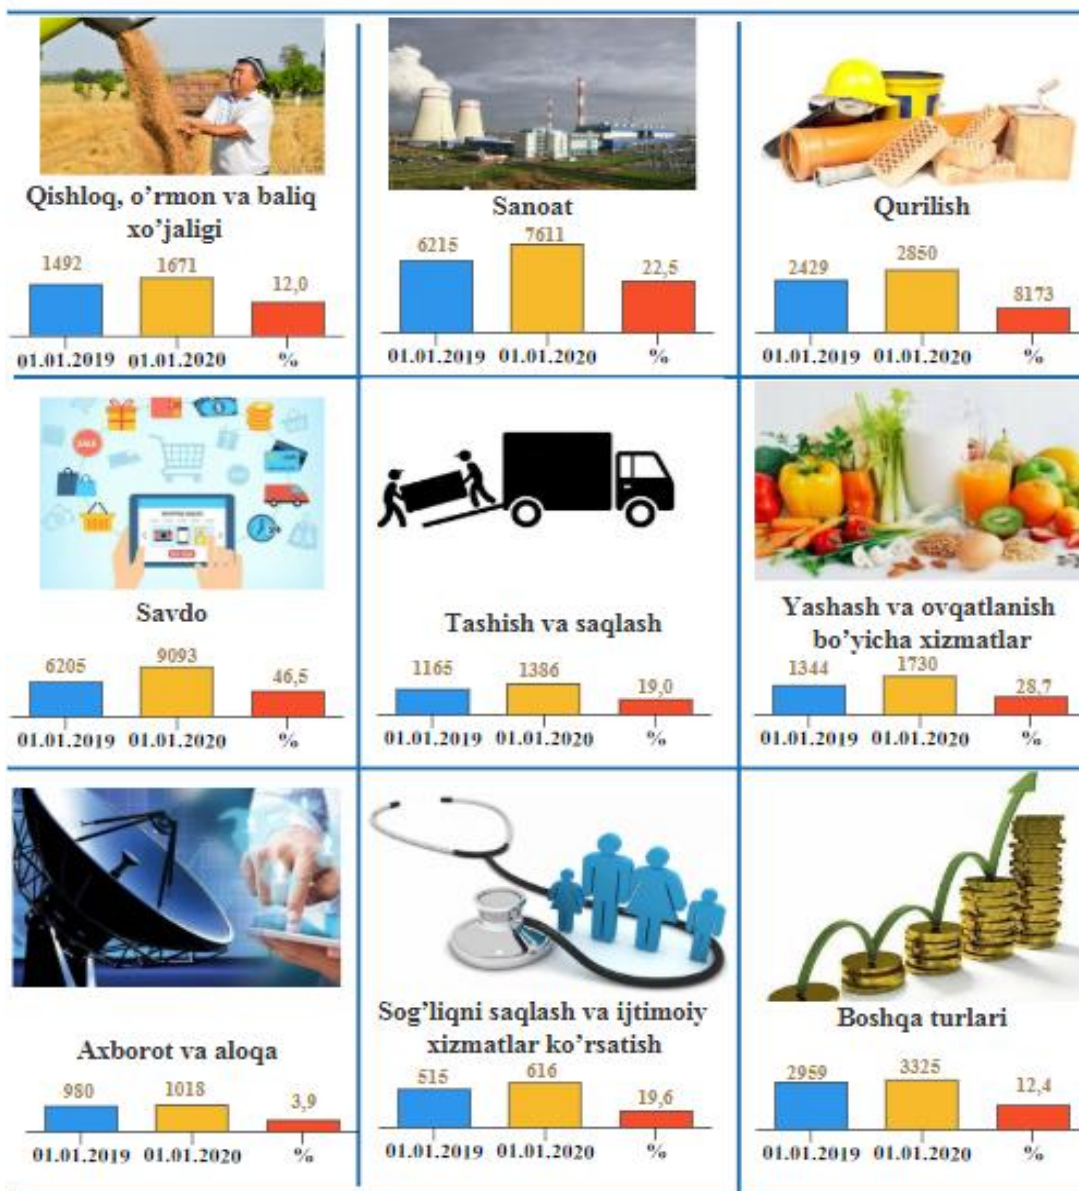 Qishloq, o’rmon va baliq
xo’jaligi
1492
1671
12,0
01.01.2019 01.01.2020 %
Sanoat
6215
7611
22,5
01.01.2019 01.01.2020 %
Qurilish
2429
2850
8173
01.01.2019 01.01.2020 %
SALE
Savdo
6205
9093
46,5
01.01.2019 01.01.2020 %
Tashish va saqlash
1165
1386
19,0
01.01.2019 01.01.2020 %
Yashash va ovqatlanish
bo’yicha xizmatlar
1344
1730
28,7
01.01.2019 01.01.2020 %
Axborot va aloqa
980
1018
3,9
01.01.2019 01.01.2020 %
Sog’liqni saqlash va ijtimoiy
xizmatlar ko’rsatish
515
616
19,6
01.01.2019 01.01.2020 %
Boshqa turlari
2959
3325
12,4
01.01.2019 01.01.2020 %